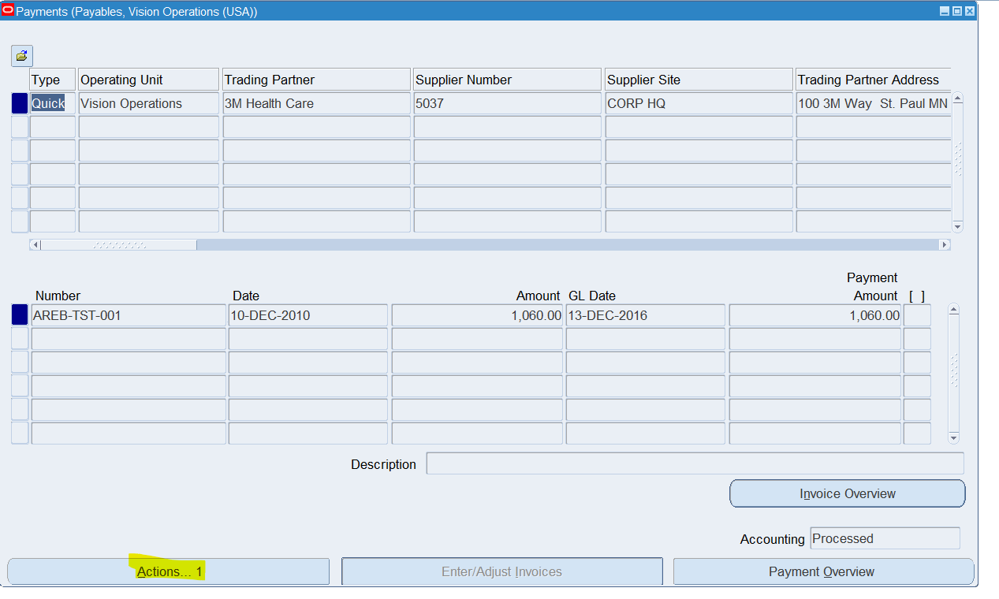 Payments (Payables, Vision Operations (USA))
Type Operating Unit Trading Partner Supplier Number Supplier Site Trading Partner Address
Quick Vision Operations 3M Health Care 5037 CORP HQ 100 3M Way St. Paul MN
Payment
Number Date Amount GL Date Amount [ ]
AREB-TST-001 10-DEC-2010 1,060.00 13-DEC-2016 1,060.00
Description
Invoice Overview
Accounting Processed
Actions... 1 Enter/Adjust Invoices Payment Overview